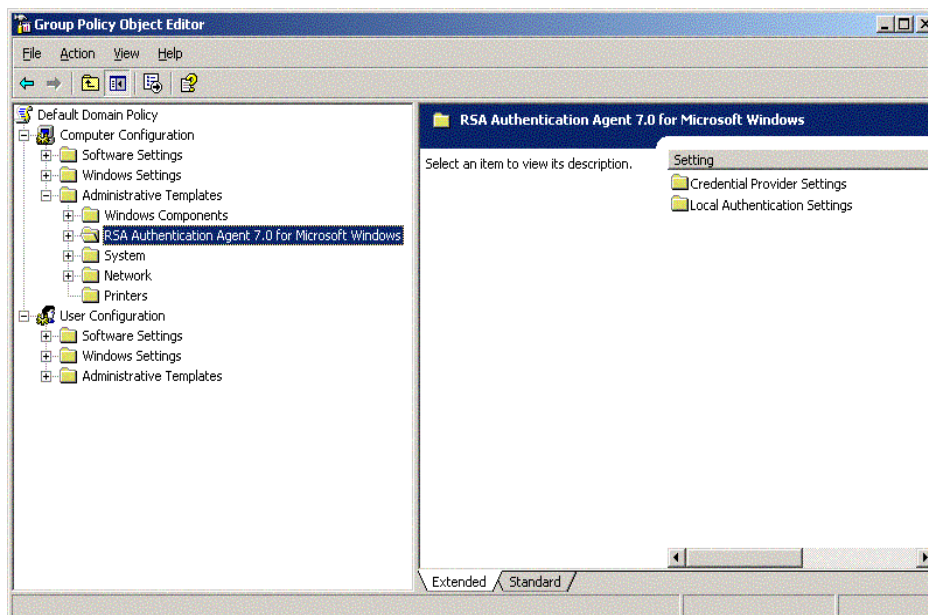 Group Policy Object Editor
File Action View Help
Default Domain Policy
Computer Configuration
Software Settings
Windows Settings
Administrative Templates
Windows Components
RSA Authentication Agent 7.0 for Microsoft Windows
System
Network
Printers
User Configuration
Software Settings
Windows Settings
Administrative Templates
RSA Authentication Agent 7.0 for Microsoft Windows
Select an item to view its description.
Setting
Credential Provider Settings
Local Authentication Settings
Extended Standard